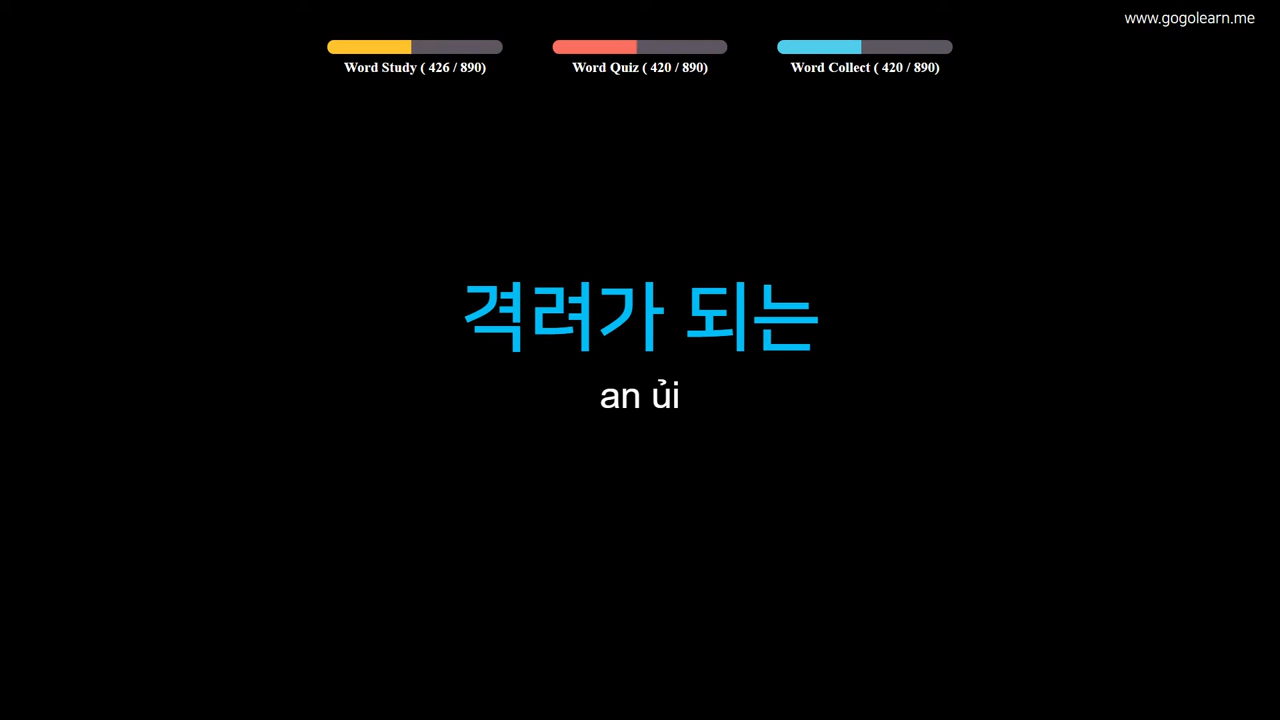 www.gogolearn.me
Word Study ( 426 / 890)
Word Quiz ( 420 / 890)
Word Collect ( 420 / 890)
격려가 되는
an ủi